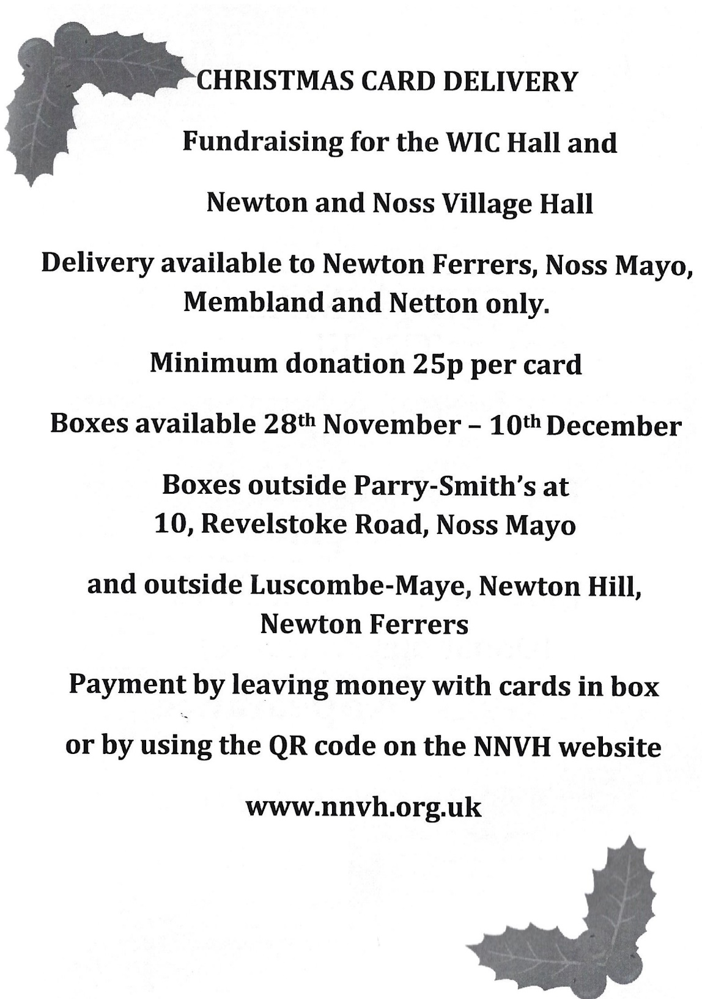 CHRISTMAS CARD DELIVERY
Fundraising for the WIC Hall and
Newton and Noss Village Hall
Delivery available to Newton Ferrers, Noss Mayo,
Membland and Netton only.
Minimum donation 25p per card
Boxes available 28th November – 10th December
Boxes outside Parry-Smith’s at
10, Revelstoke Road, Noss Mayo
and outside Luscombe-Maye, Newton Hill,
Newton Ferrers
Payment by leaving money with cards in box
or by using the QR code on the NNVH website
www.nnvh.org.uk